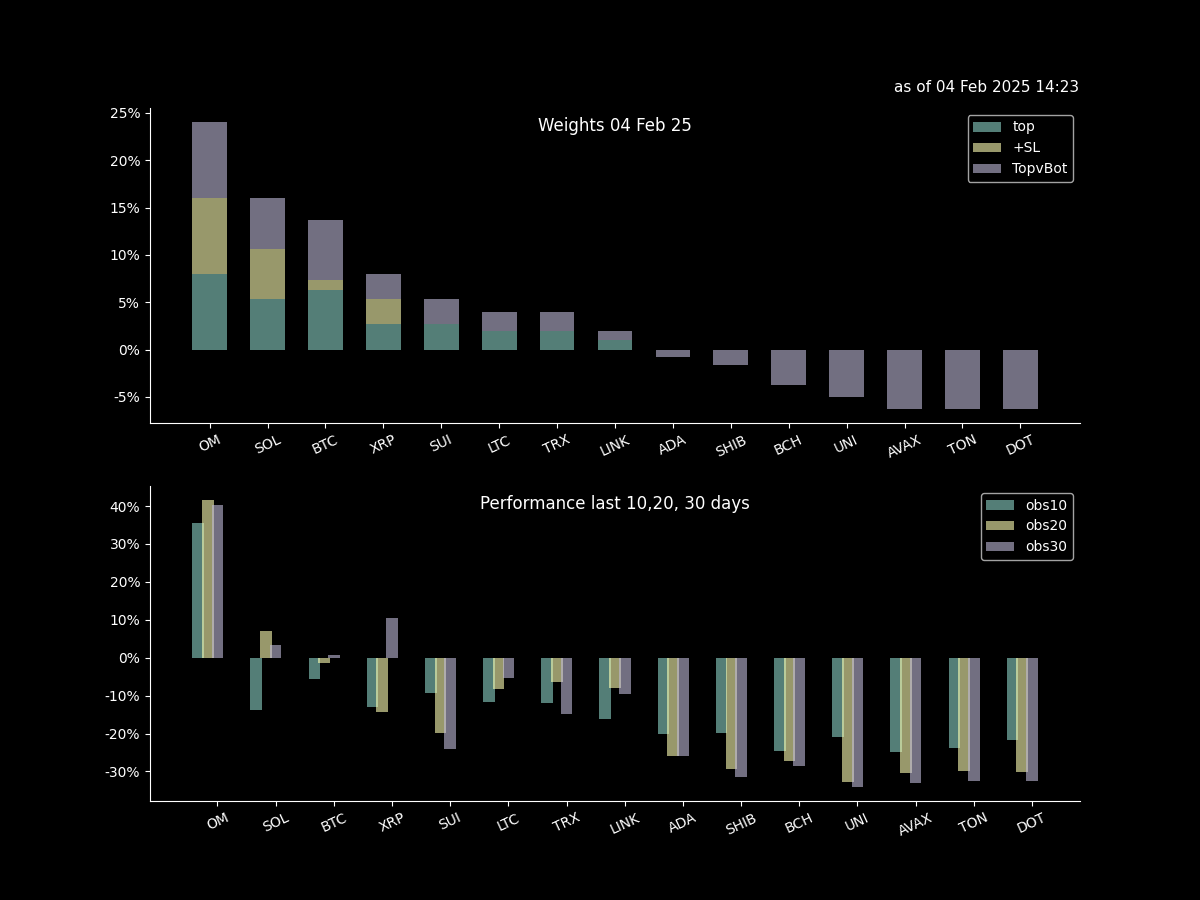 as of 04 Feb 2025 14:23
Weights 04 Feb 25
top
+SL
TopvBot
25%
20%
15%
10%
5%
0%
-5%
OM SOL BTC XRP SUI LTC TRX LINK ADA SHIB BCH UNI AVAX TON DOT
Performance last 10,20, 30 days
obs10
obs20
obs30
40%
30%
20%
10%
0%
-10%
-20%
-30%
OM SOL BTC XRP SUI LTC TRX LINK ADA SHIB BCH UNI AVAX TON DOT